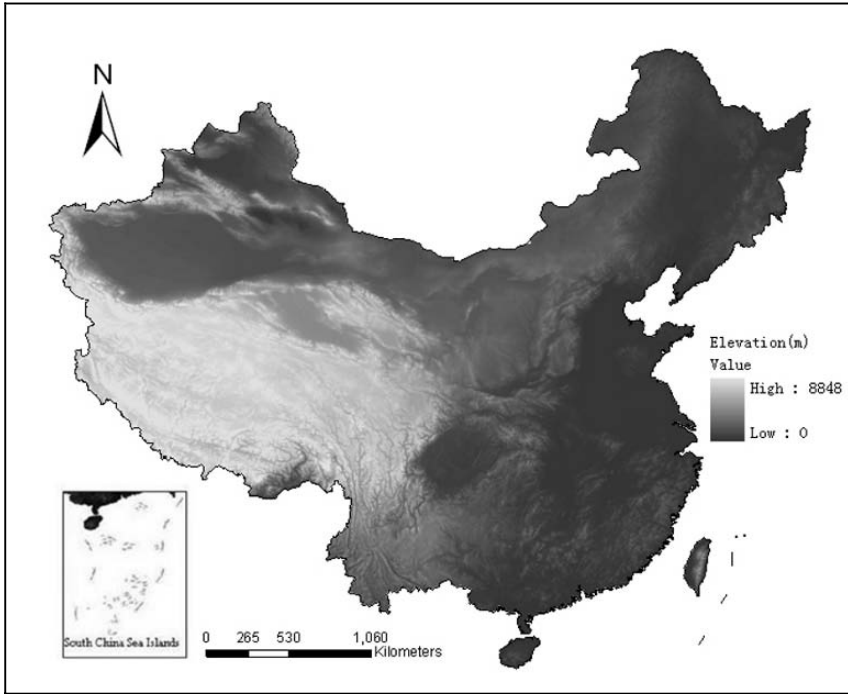 N
Elevation(m)
Value
High : 8848
Low : 0
South China Sea Islands
0 265 530 1,060
Kilometers